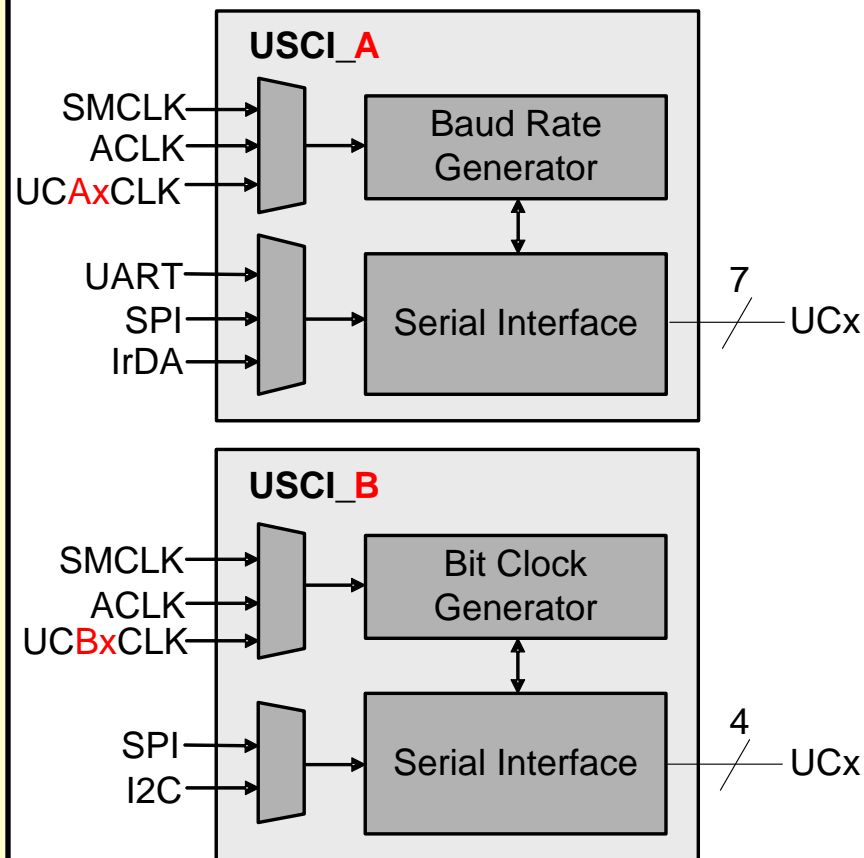 USCI_A
SMCLK
ACLK
UCAxCLK
Baud Rate
Generator
UART
SPI
IrDA
Serial Interface
7
UCx
USCI_B
SMCLK
ACLK
UCBxCLK
Bit Clock
Generator
SPI
I2C
Serial Interface
4
UCx